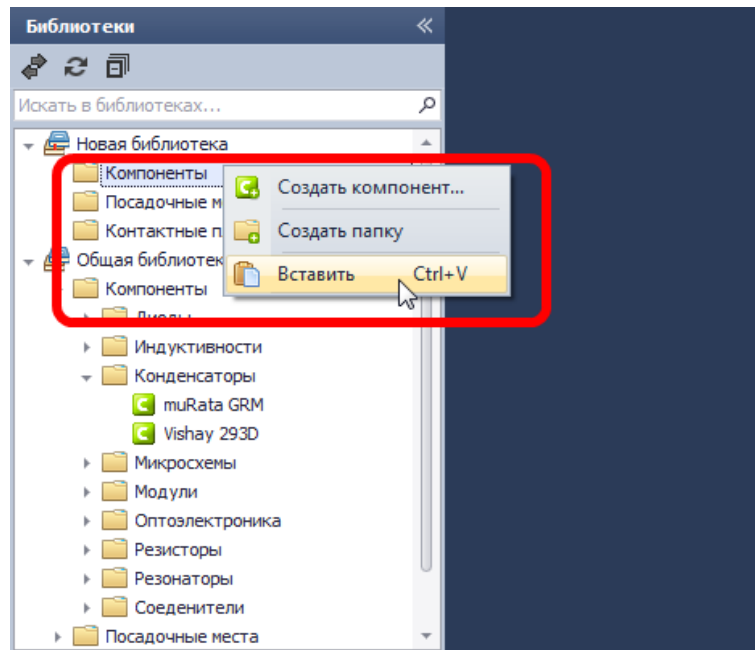 Библиотеки
Искать в библиотеках...
Новая библиотека
Компоненты
Создать компонент...
Посадочные
Создать папку
Контактные
Общая
Вставить Ctrl+V
Компоненты
Диоды
Индуктивности
Конденсаторы
muRata GRM
Vishay 293D
Микросхемы
Модули
Оптоэлектроника
Резисторы
Резонаторы
Соеденители
Посадочные места